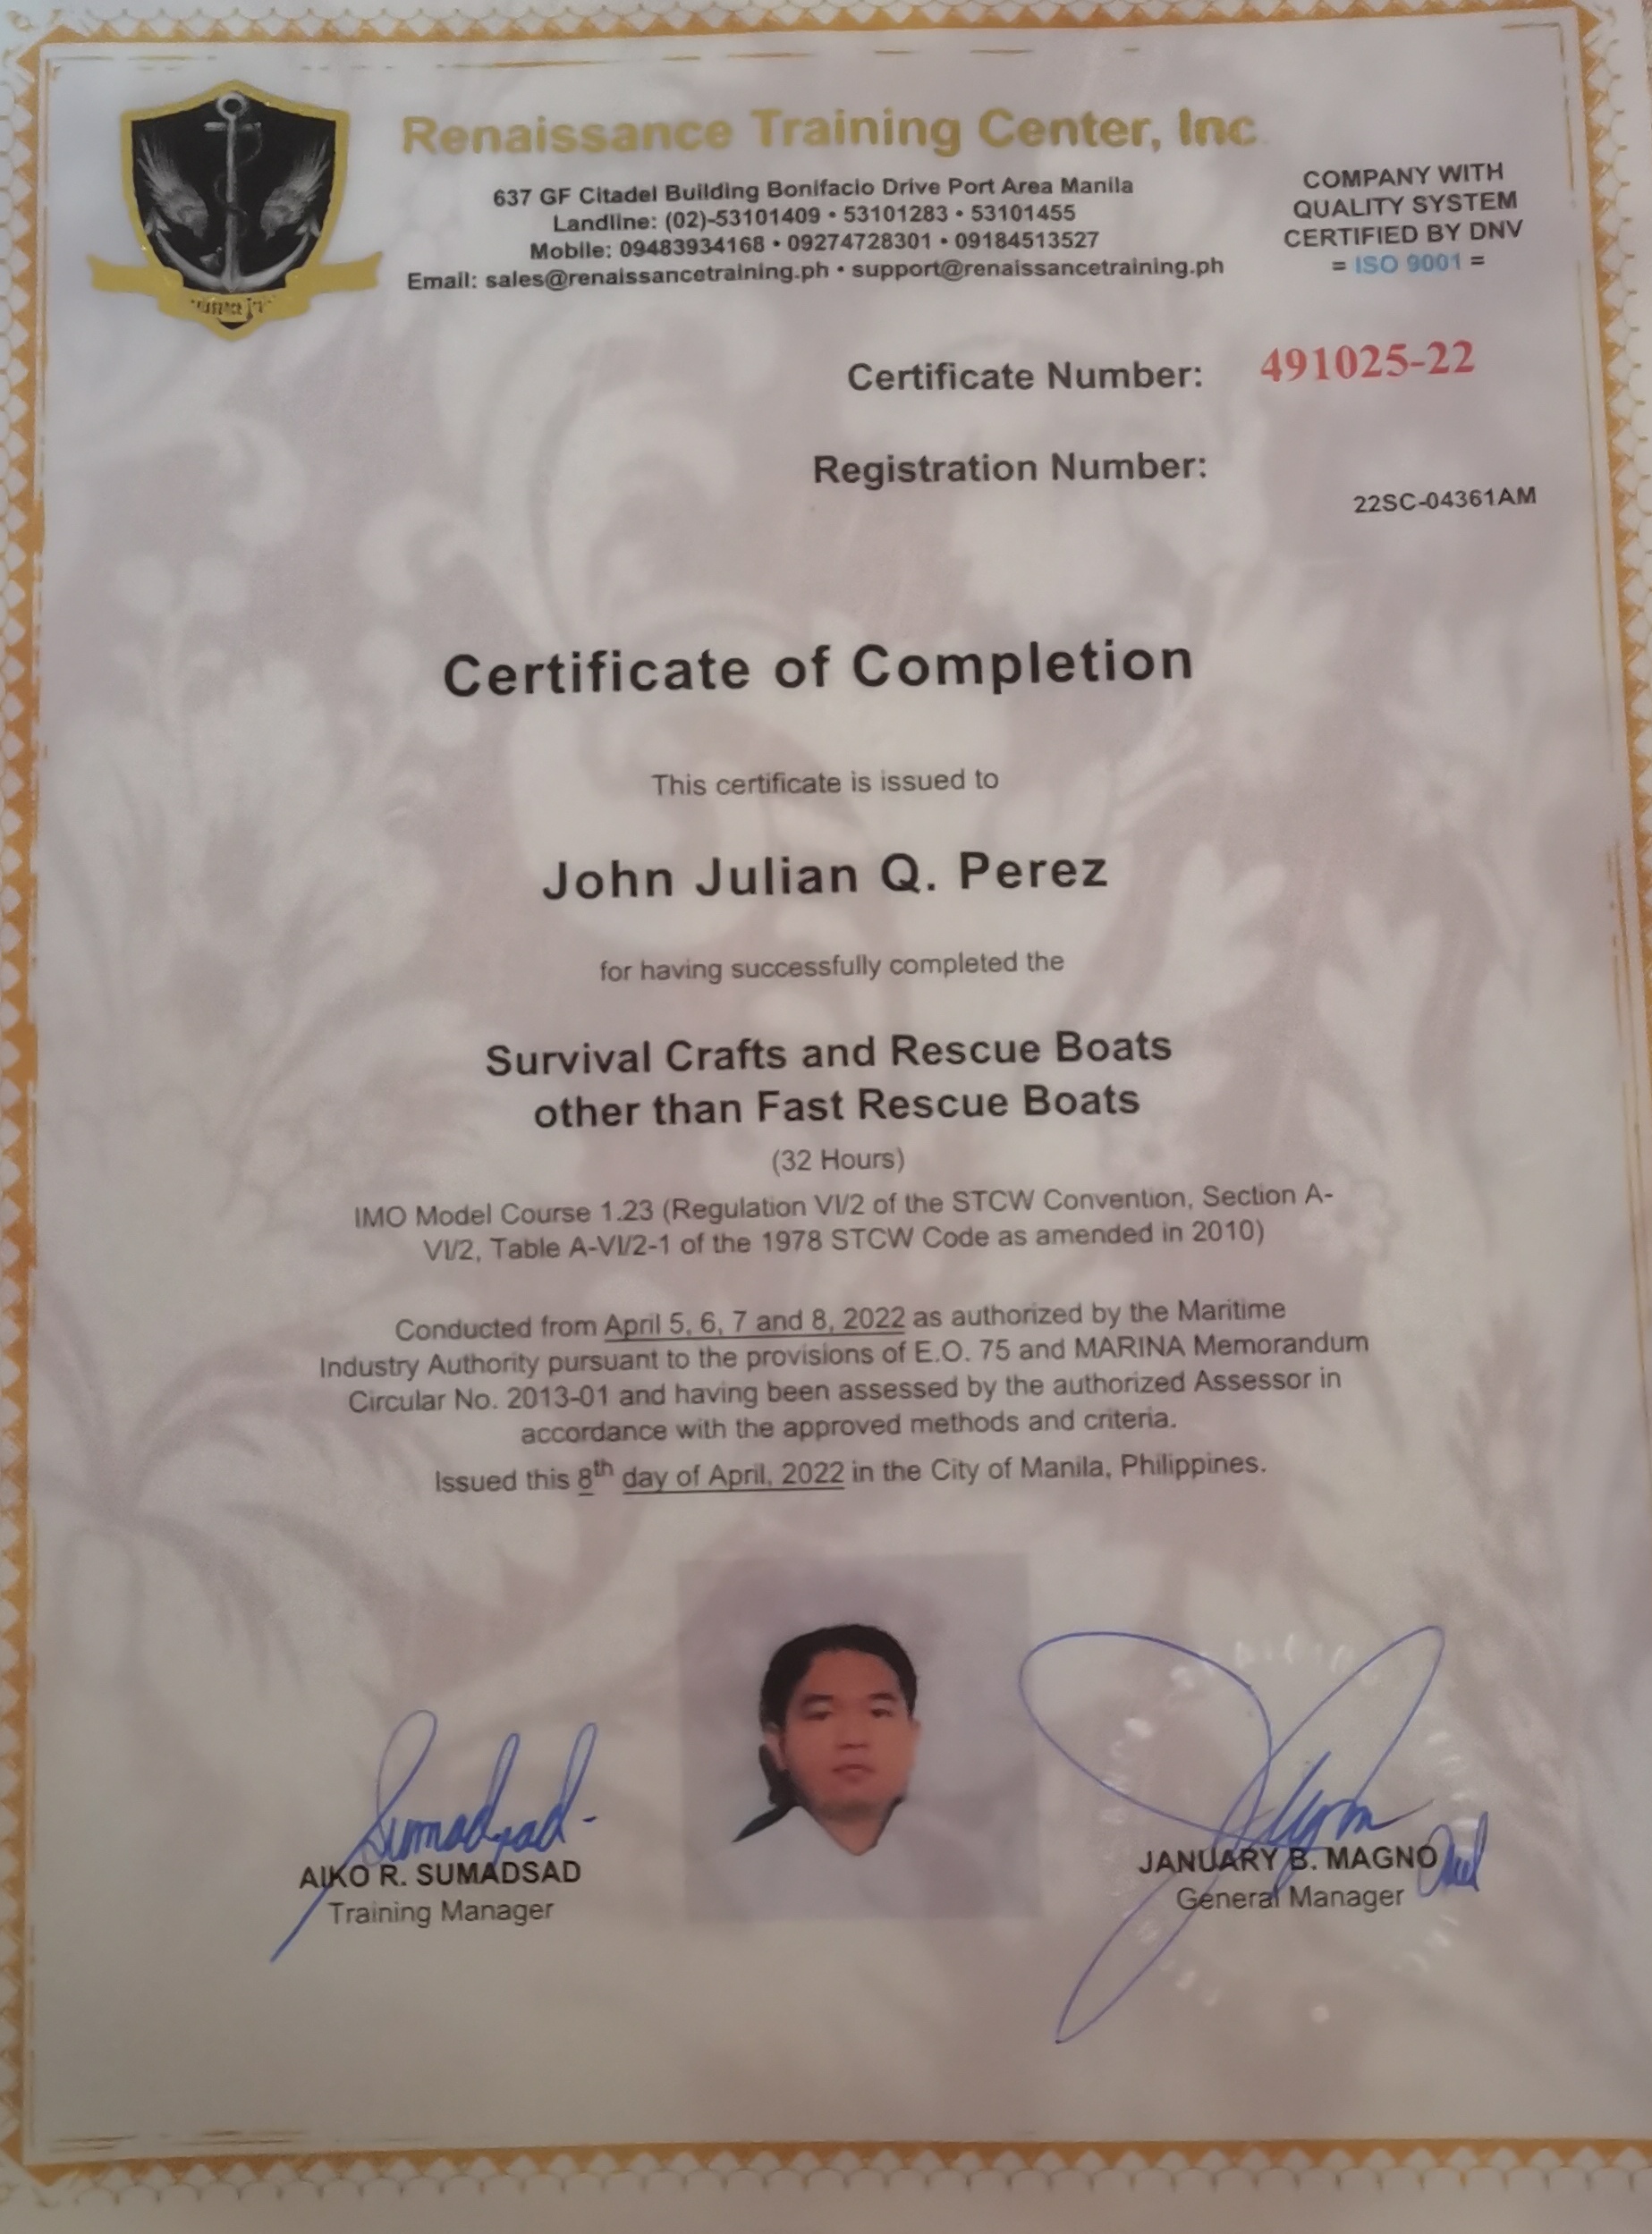 Renaissance Training Center, Inc
637 GF Citadel Building Bonifacio Drive Port Area Manila
Landline: (02)-53101409 • 53101283 • 53101455
Mobile: 09483934168 • 09274728301 • 09184513527
Email: sales@renaissancetraining.ph • support@renaissancetraining.ph
COMPANY WITH
QUALITY SYSTEM
CERTIFIED BY DNV
= ISO 9001 =
Certificate Number: 491025-22
Registration Number:
22SC-04361AM
Certificate of Completion
This certificate is issued to
John Julian Q. Perez
for having successfully completed the
Survival Crafts and Rescue Boats
other than Fast Rescue Boats
(32 Hours)
IMO Model Course 1.23 (Regulation VI/2 of the STCW Convention, Section A-
VI/2, Table A-VI/2-1 of the 1978 STCW Code as amended in 2010)
Conducted from April 5, 6, 7 and 8, 2022 as authorized by the Maritime
Industry Authority pursuant to the provisions of E.O. 75 and MARINA Memorandum
Circular No. 2013-01 and having been assessed by the authorized Assessor in
accordance with the approved methods and criteria.
Issued this 8th day of April, 2022 in the City of Manila, Philippines.
Sumadsad
AIKO R. SUMADSAD
Training Manager
JANUARY B. MAGNO
General Manager